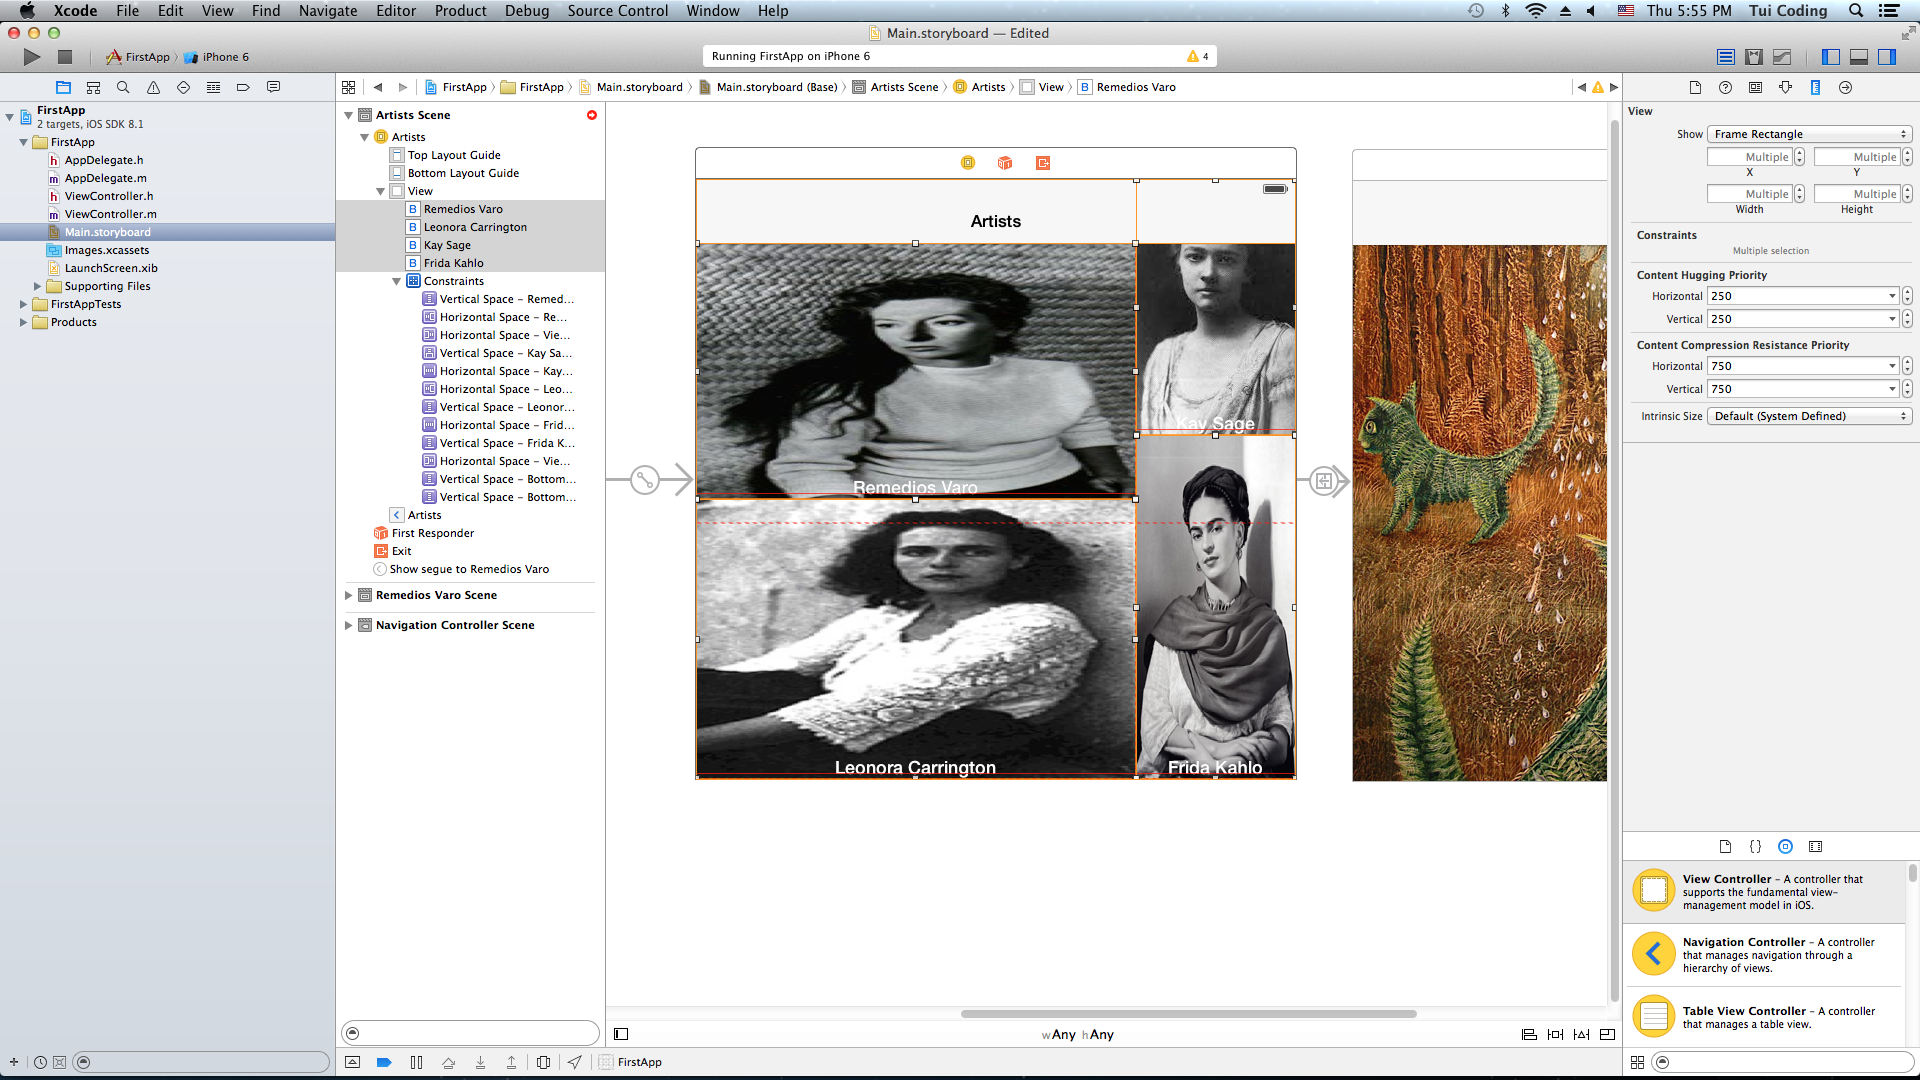 Xcode File Edit View Find Navigate Editor Product Debug Source Control Window Help
Thu 5:55 PM Tui Coding
Main.storyboard — Edited
FirstApp iPhone 6
Running FirstApp on iPhone 6
4
FirstApp FirstApp Main.storyboard Main.storyboard (Base) Artists Scene Artists View B Remedios Varo
FirstApp
2 targets, iOS SDK 8.1
FirstApp
h AppDelegate.h
m AppDelegate.m
h ViewController.h
m ViewController.m
Main.storyboard
Images.xcassets
LaunchScreen.xib
Supporting Files
FirstAppTests
Products
Artists Scene
Artists
Top Layout Guide
Bottom Layout Guide
View
B Remedios Varo
B Leonora Carrington
B Kay Sage
B Frida Kahlo
Constraints
Vertical Space – Remed...
Horizontal Space – Re...
Horizontal Space – Vie...
Vertical Space – Kay Sa...
Horizontal Space – Kay...
Horizontal Space – Leo...
Vertical Space – Leonor...
Horizontal Space – Frid...
Vertical Space – Frida K...
Horizontal Space – Vie...
Vertical Space – Bottom...
Vertical Space – Bottom...
Artists
First Responder
Exit
Show segue to Remedios Varo
Remedios Varo Scene
Navigation Controller Scene
Artists
Kay Sage
Remedios Varo
Leonora Carrington
Frida Kahlo
wAny hAny
FirstApp
View
Show Frame Rectangle
Multiple Multiple
X Y
Multiple Multiple
Width Height
Constraints
Multiple selection
Content Hugging Priority
Horizontal 250
Vertical 250
Content Compression Resistance Priority
Horizontal 750
Vertical 750
Intrinsic Size Default (System Defined)
{}
View Controller – A controller that
supports the fundamental view-
management model in iOS.
Navigation Controller – A controller
that manages navigation through a
hierarchy of views.
Table View Controller – A controller
that manages a table view.